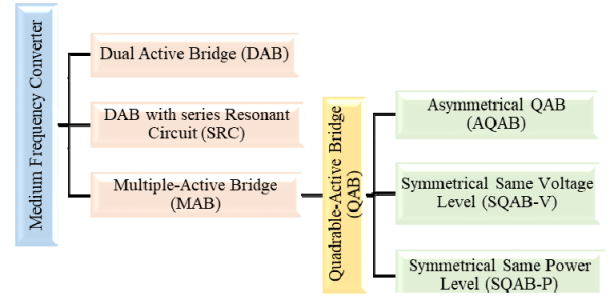 Medium Frequency Converter
Dual Active Bridge (DAB)
DAB with series Resonant
Circuit (SRC)
Multiple-Active Bridge
(MAB)
Quadrable-Active Bridge
(QAB)
Asymmetrical QAB
(AQAB)
Symmetrical Same Voltage
Level (SQAB-V)
Symmetrical Same Power
Level (SQAB-P)